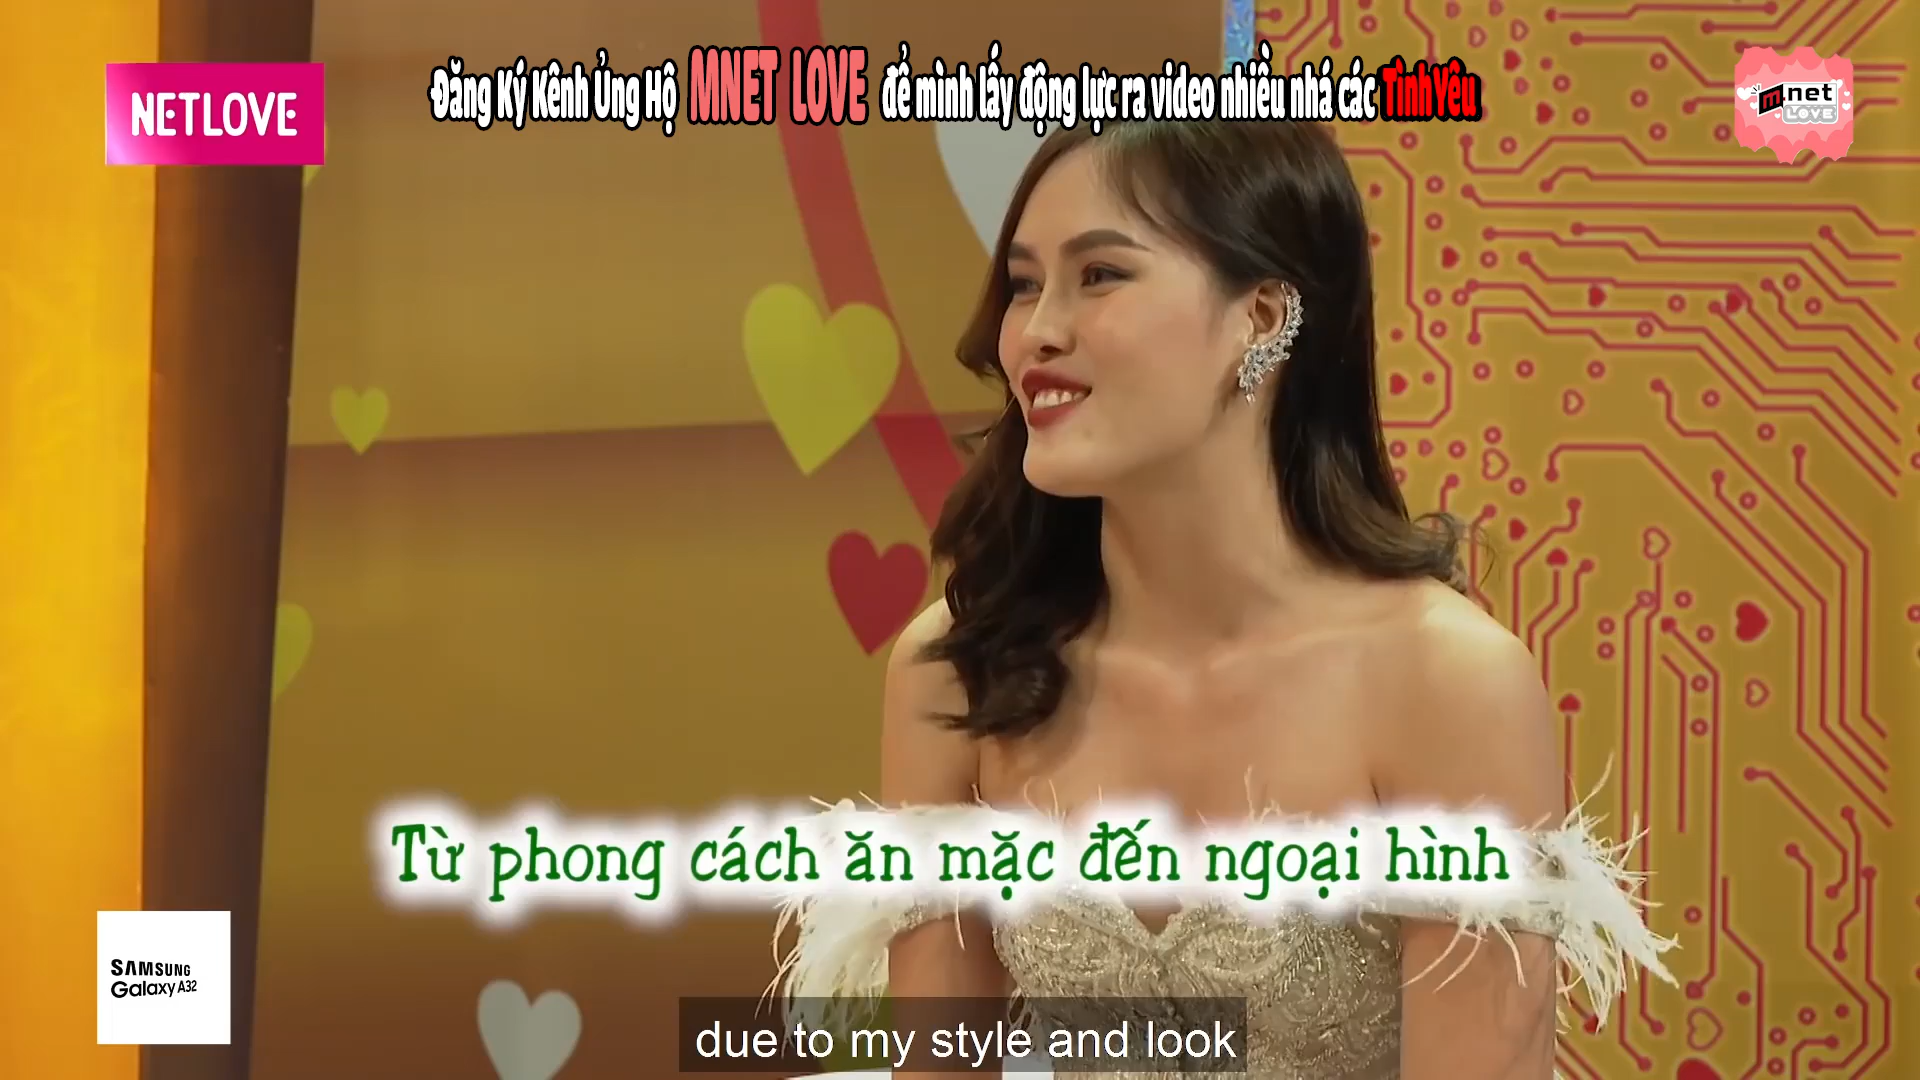 Đăng Ký Kênh Ủng Hộ MNET LOVE để mình lấy động lực ra video nhiều nhá các Tình Yêu
NETLOVE
m.net
LOVE
Từ phong cách ăn mặc đến ngoại hình
SAMSUNG
Galaxy A32
due to my style and look